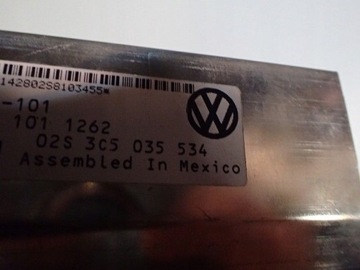 142802S8103455*
-101
101 1262
02S 3C5 035 534
Assembled In Mexico